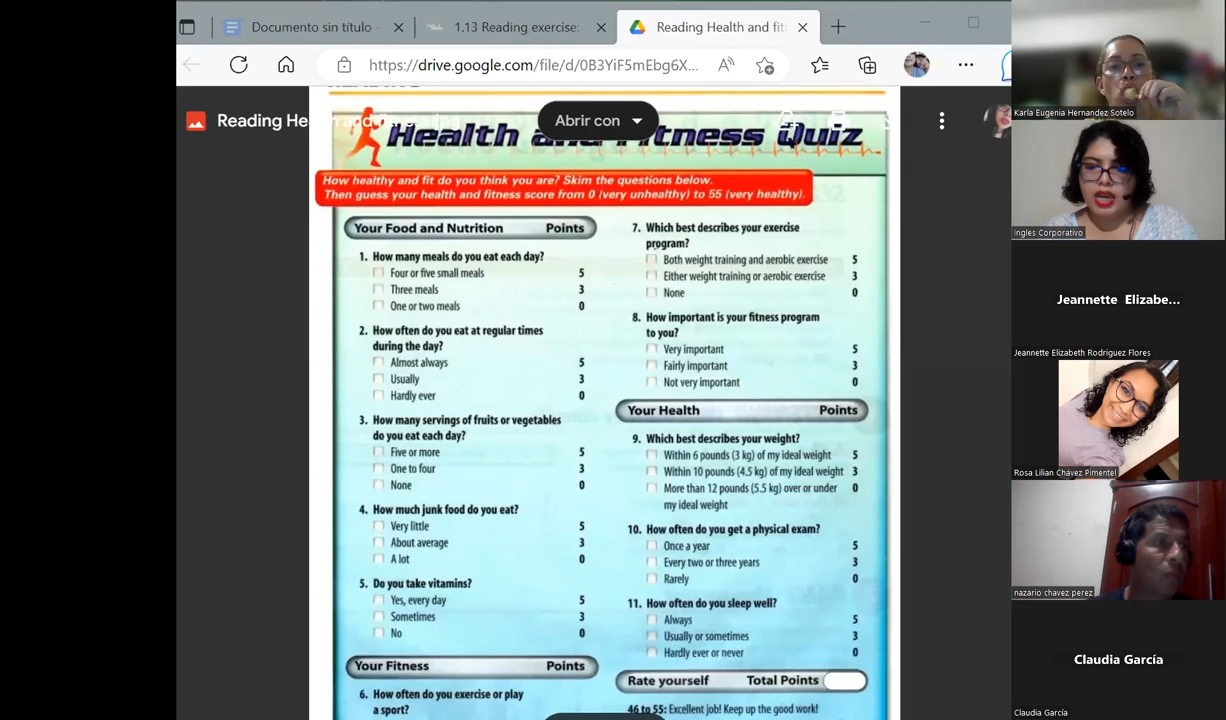 Documento sin título -
1.13 Reading exercise:
Reading Health and fit
https://drive.google.com/file/d/0B3YiF5mEbg6X...
Reading He
Abrir con
Health and Fitness Quiz
How healthy and fit do you think you are? Skim the questions below.
Then guess your health and fitness score from 0 (very unhealthy) to 55 (very healthy).
Your Food and Nutrition Points
1. How many meals do you eat each day?
Four or five small meals 5
Three meals 3
One or two meals 0
2. How often do you eat at regular times
during the day?
Almost always 5
Usually 3
Hardly ever 0
3. How many servings of fruits or vegetables
do you eat each day?
Five or more 5
One to four 3
None 0
4. How much junk food do you eat?
Very little 5
About average 3
A lot 0
5. Do you take vitamins?
Yes, every day 5
Sometimes 3
No 0
Your Fitness Points
6. How often do you exercise or play
a sport?
7. Which best describes your exercise
program?
Both weight training and aerobic exercise 5
Either weight training or aerobic exercise 3
None 0
8. How important is your fitness program
to you?
Very important 5
Fairly important 3
Not very important 0
Your Health Points
9. Which best describes your weight?
Within 6 pounds (3 kg) of my ideal weight 5
Within 10 pounds (4.5 kg) of my ideal weight 3
More than 12 pounds (5.5 kg) over or under 0
my ideal weight
10. How often do you get a physical exam?
Once a year 5
Every two or three years 3
Rarely 0
11. How often do you sleep well?
Always 5
Usually or sometimes 3
Hardly ever or never 0
Rate yourself Total Points
46 to 55: Excellent job! Keep up the good work!
Karla Eugenia Hernandez Sotelo
Ingles Corporativo
Jeannette Elizabe...
Jeannette Elizabeth Rodriguez Flores
Rosa Lilian Chávez Pimentel
nazario chavez perez
Claudia García
Claudia García